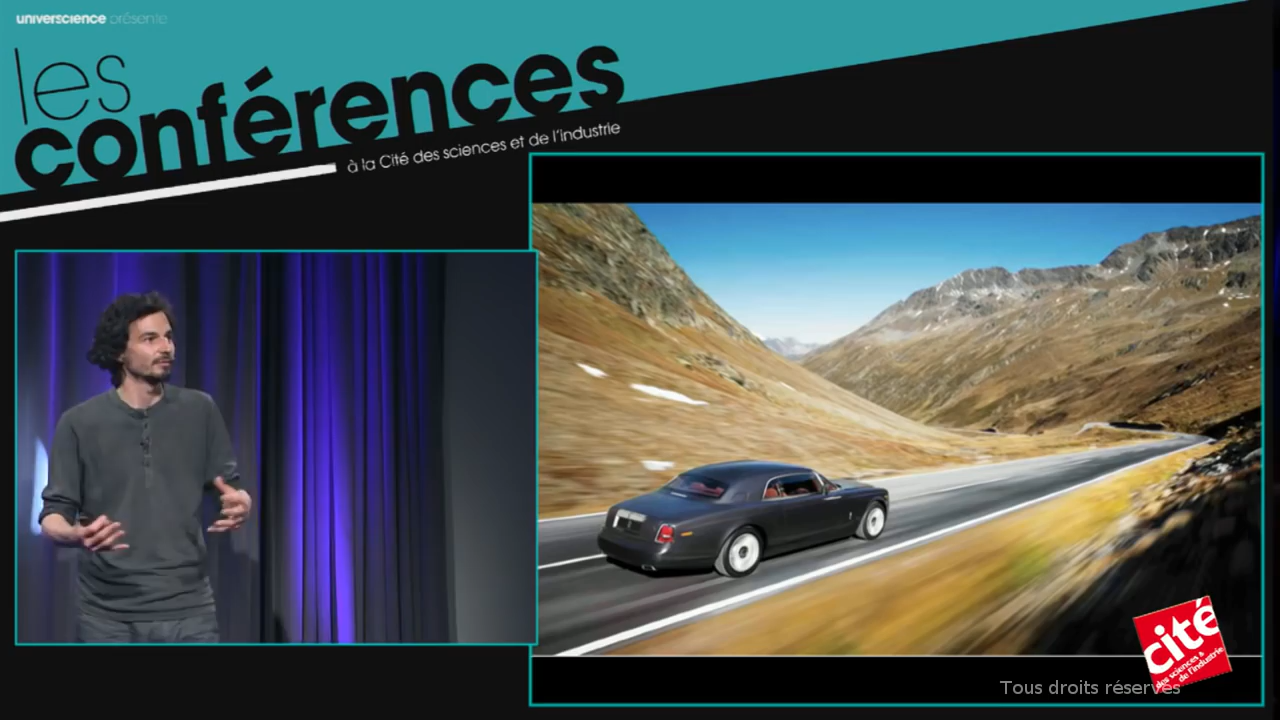 universcience présente
les
conférences
à la Cité des sciences et de l'industrie
cité
des sciences &
de l'industrie
Tous droits réservés